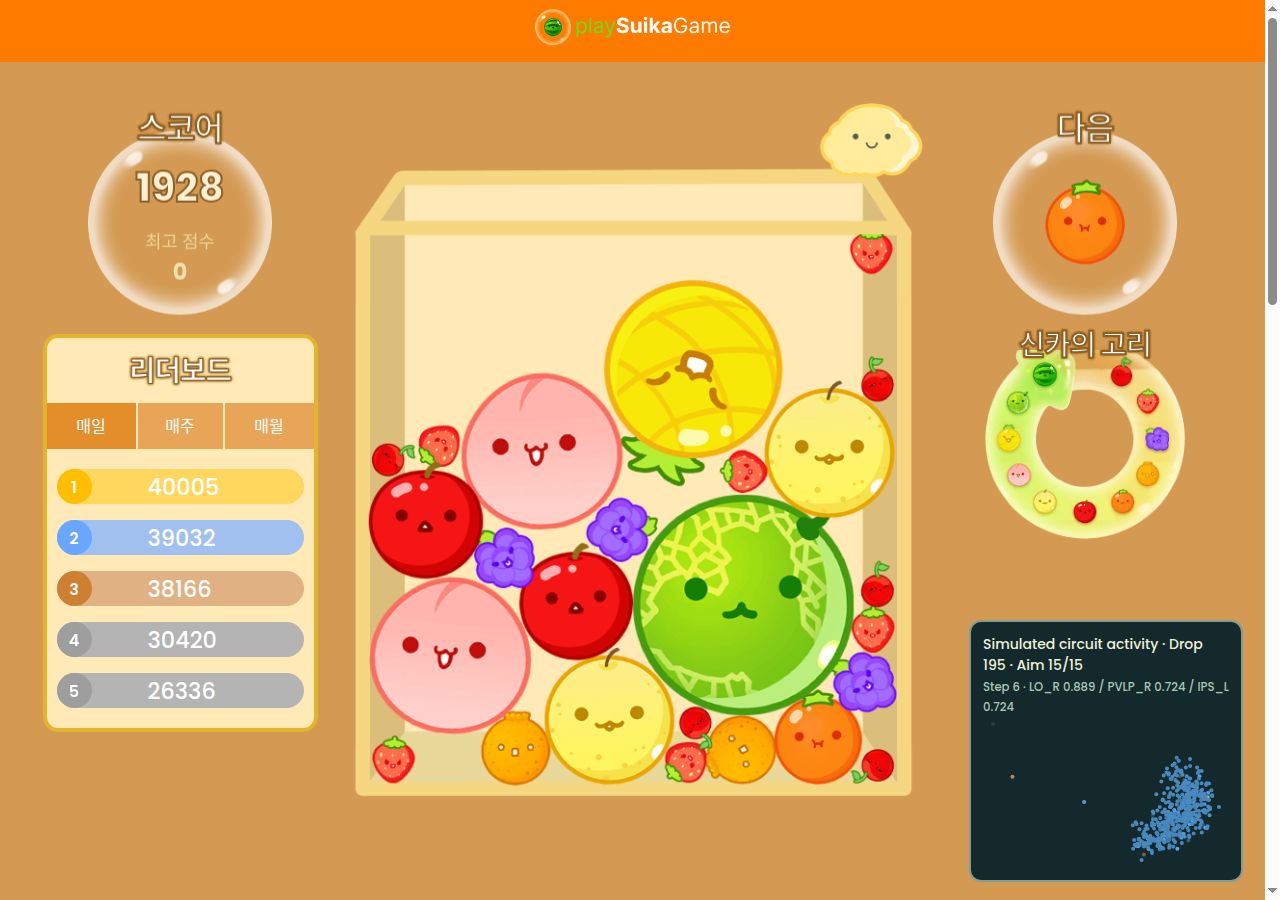 playSuikaGame
스코어
1928
최고 점수
0
리더보드
매일
매주
매월
1
40005
2
39032
3
38166
4
30420
5
26336
다음
신카의 고리
Simulated circuit activity · Drop
195 · Aim 15/15
Step 6 · LO_R 0.889 / PVLP_R 0.724 / IPS_L
0.724